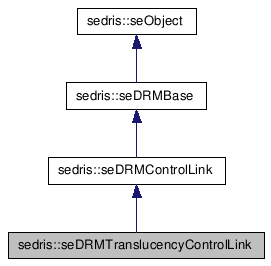 sedris::seObject
sedris::seDRMBase
sedris::seDRMControlLink
sedris::seDRMTranslucencyControlLink